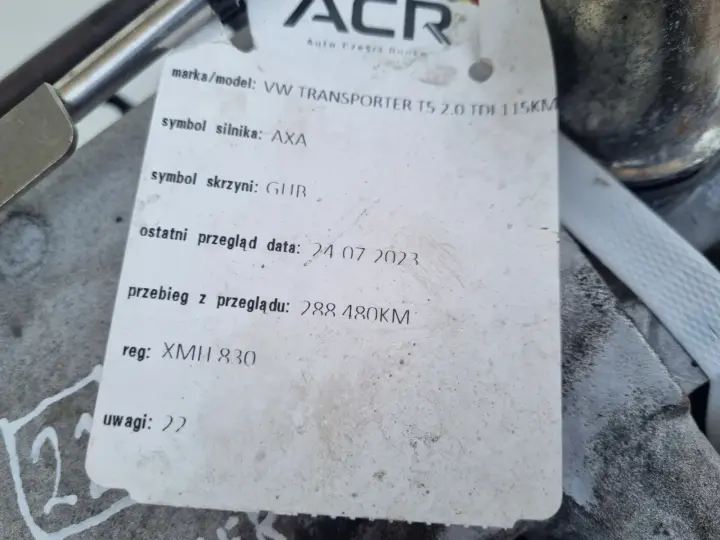 ACR
marka/model: VW TRANSPORTER T5 2.0 TDI 115KM
symbol silnika: AXA
symbol skrzyni:
ostatni przegląd data: 24 07 2023
przebieg z przeglądu: 288 480KM
reg: XMH 830
uwagi: 22
22